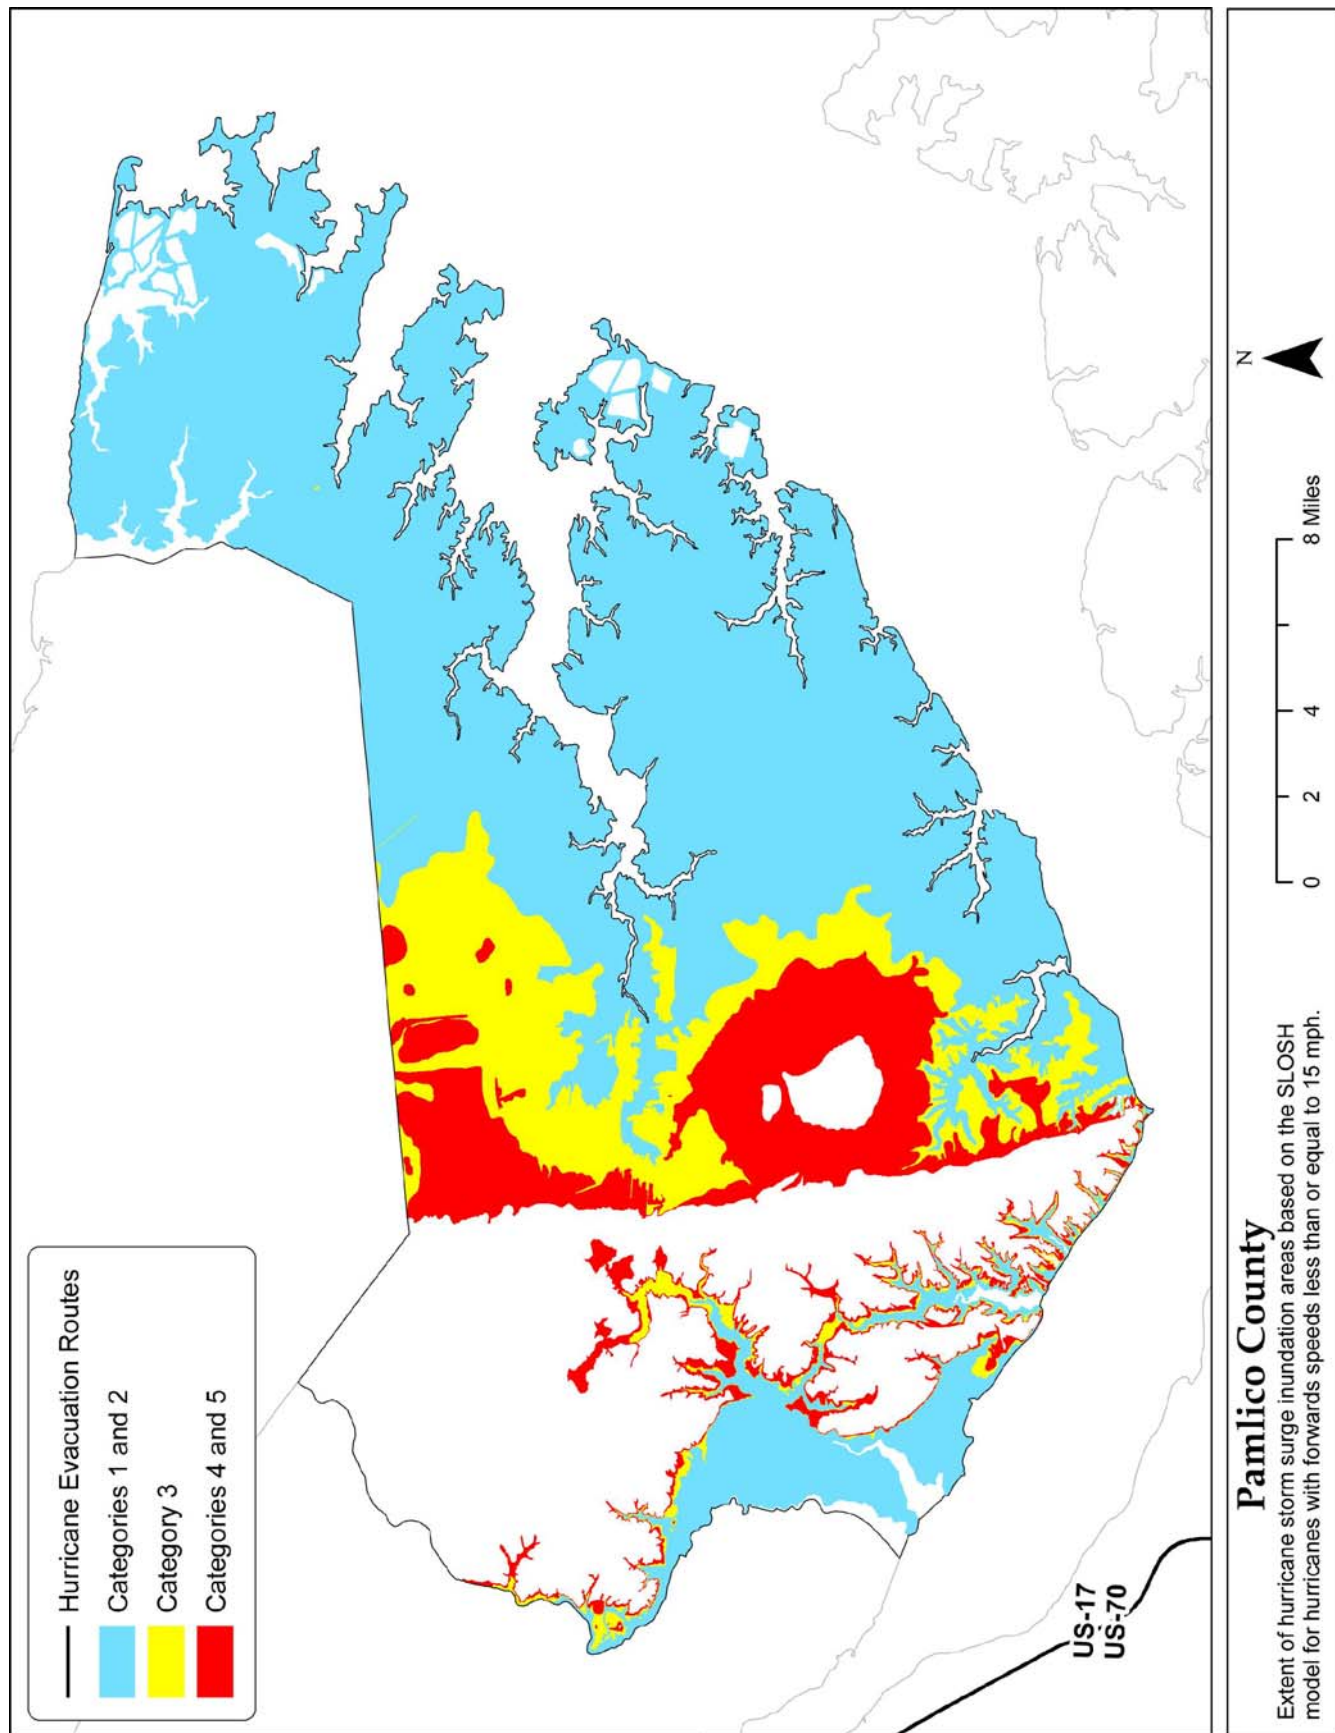 Hurricane Evacuation Routes
Categories 1 and 2
Category 3
Categories 4 and 5
US-17
US-70
Pamlico County
Extent of hurricane storm surge inundation areas based on the SLOSH
model for hurricanes with forwards speeds less than or equal to 15 mph.
0 2 4 8 Miles
N